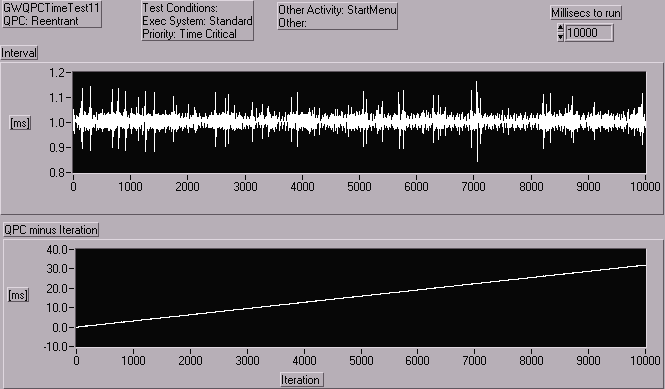 GWQPCTimeTest11
QPC: Reentrant
Test Conditions:
Exec System: Standard
Priority: Time Critical
Other Activity: StartMenu
Other:
Millisecs to run
10000
Interval
[ms]
1.2
1.1
1.0
0.9
0.8
0 1000 2000 3000 4000 5000 6000 7000 8000 9000 10000
QPC minus Iteration
[ms]
40.0
30.0
20.0
10.0
0.0
-10.0
0 1000 2000 3000 4000 5000 6000 7000 8000 9000 10000
Iteration